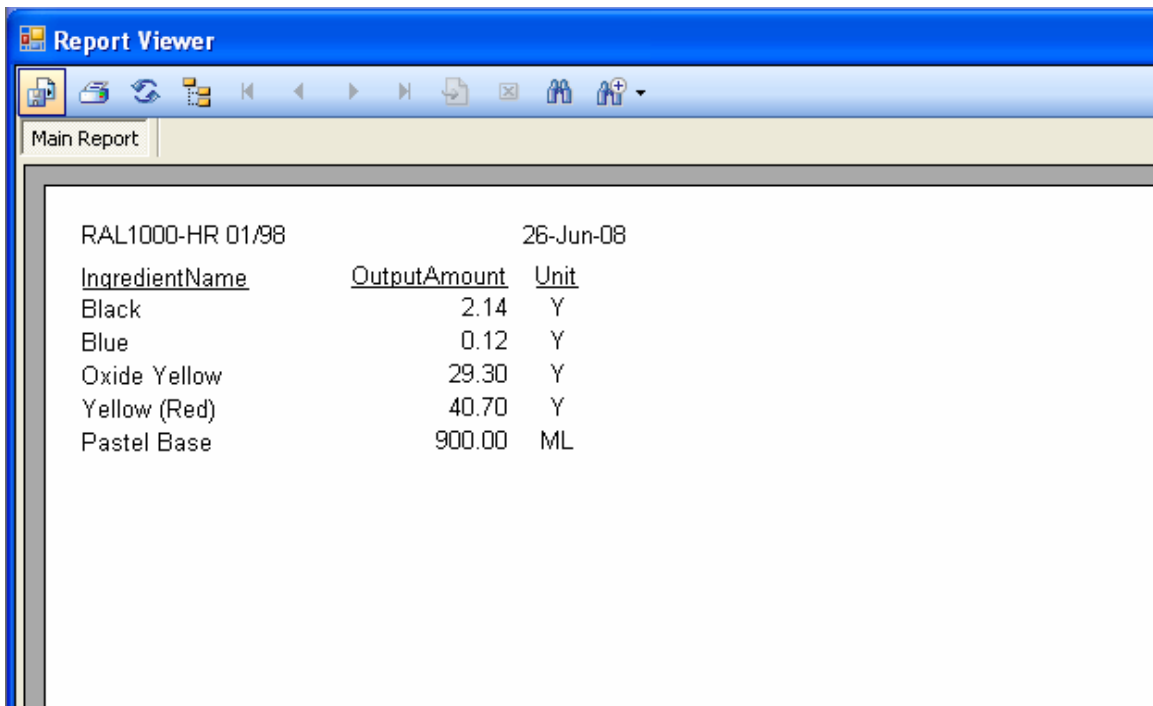 Report Viewer
Main Report
RAL1000-HR 01/98 26-Jun-08
IngredientName OutputAmount Unit
Black 2.14 Y
Blue 0.12 Y
Oxide Yellow 29.30 Y
Yellow (Red) 40.70 Y
Pastel Base 900.00 ML